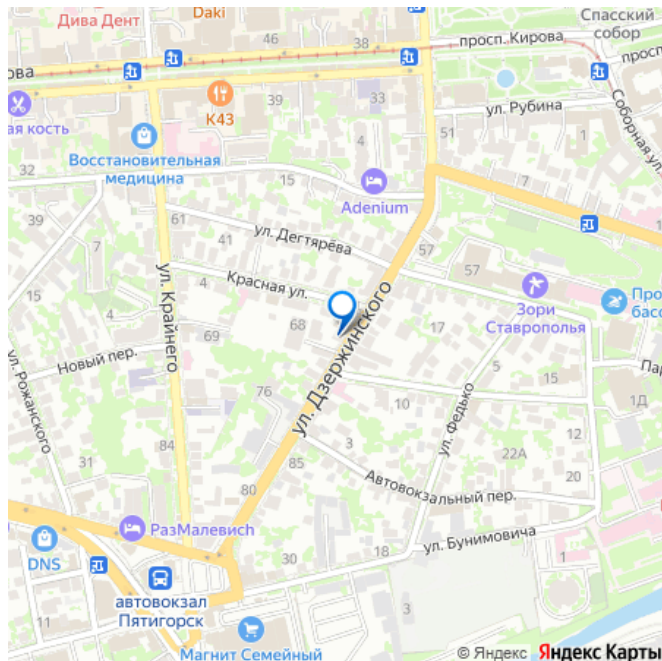 Дива Дент
Daki
46
38
просп. Кирова
Спасский
собор
просп
ова
К43
39
33
ул. Рубина
Соборная ул.
ая кость
Восстановительная
медицина
51
32
15
Adenium
7
7
39
61
41
ул. Дегтярёва
57
57
4
Красная ул.
Зори
Ставрополья
Про
басс
ул. Крайнего
68
17
69
Новый пер.
ул. Дзержинского
Пар
ул. Рожанского
4
15
76
10
ул. Федько
1Д
84
3
12
31
85
22А
20
80
Автовокзальный пер.
РазМалевич
DNS
30
18
ул. Бунимовича
1
автовокзал
Пятигорск
3
Магнит Семейный
© Яндекс Яндекс Карты